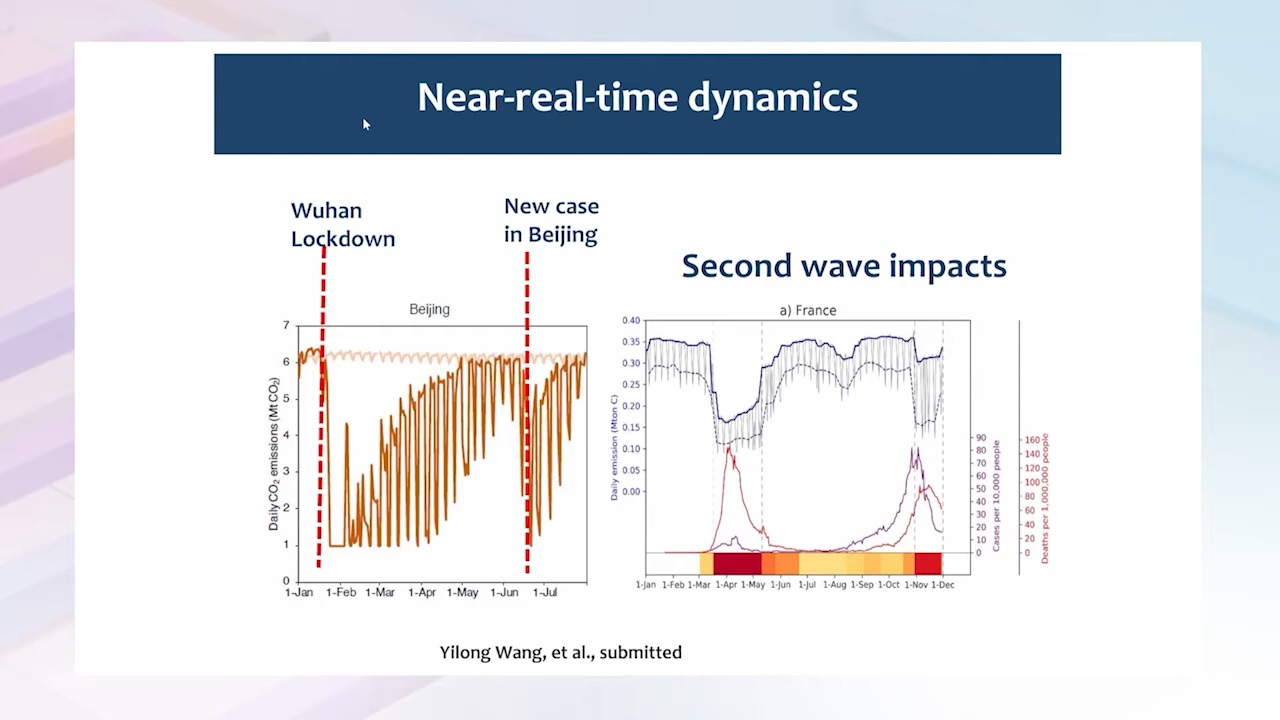 Near-real-time dynamics
Wuhan
Lockdown
New case
in Beijing
Second wave impacts
Beijing
7
6
5
4
3
2
1
0
Daily CO2 emissions (Mt CO2)
1-Jan 1-Feb 1-Mar 1-Apr 1-May 1-Jun 1-Jul
a) France
0.40
0.35
0.30
0.25
0.20
0.15
0.10
0.05
0.00
Daily emission (Mton C)
90
80
70
60
50
40
30
20
10
0
Cases per 10,000 people
160
140
120
100
80
60
40
20
0
Deaths per 1,000,000 people
1-Jan 1-Feb 1-Mar 1-Apr 1-May 1-Jun 1-Jul 1-Aug 1-Sep 1-Oct 1-Nov 1-Dec
Yilong Wang, et al., submitted